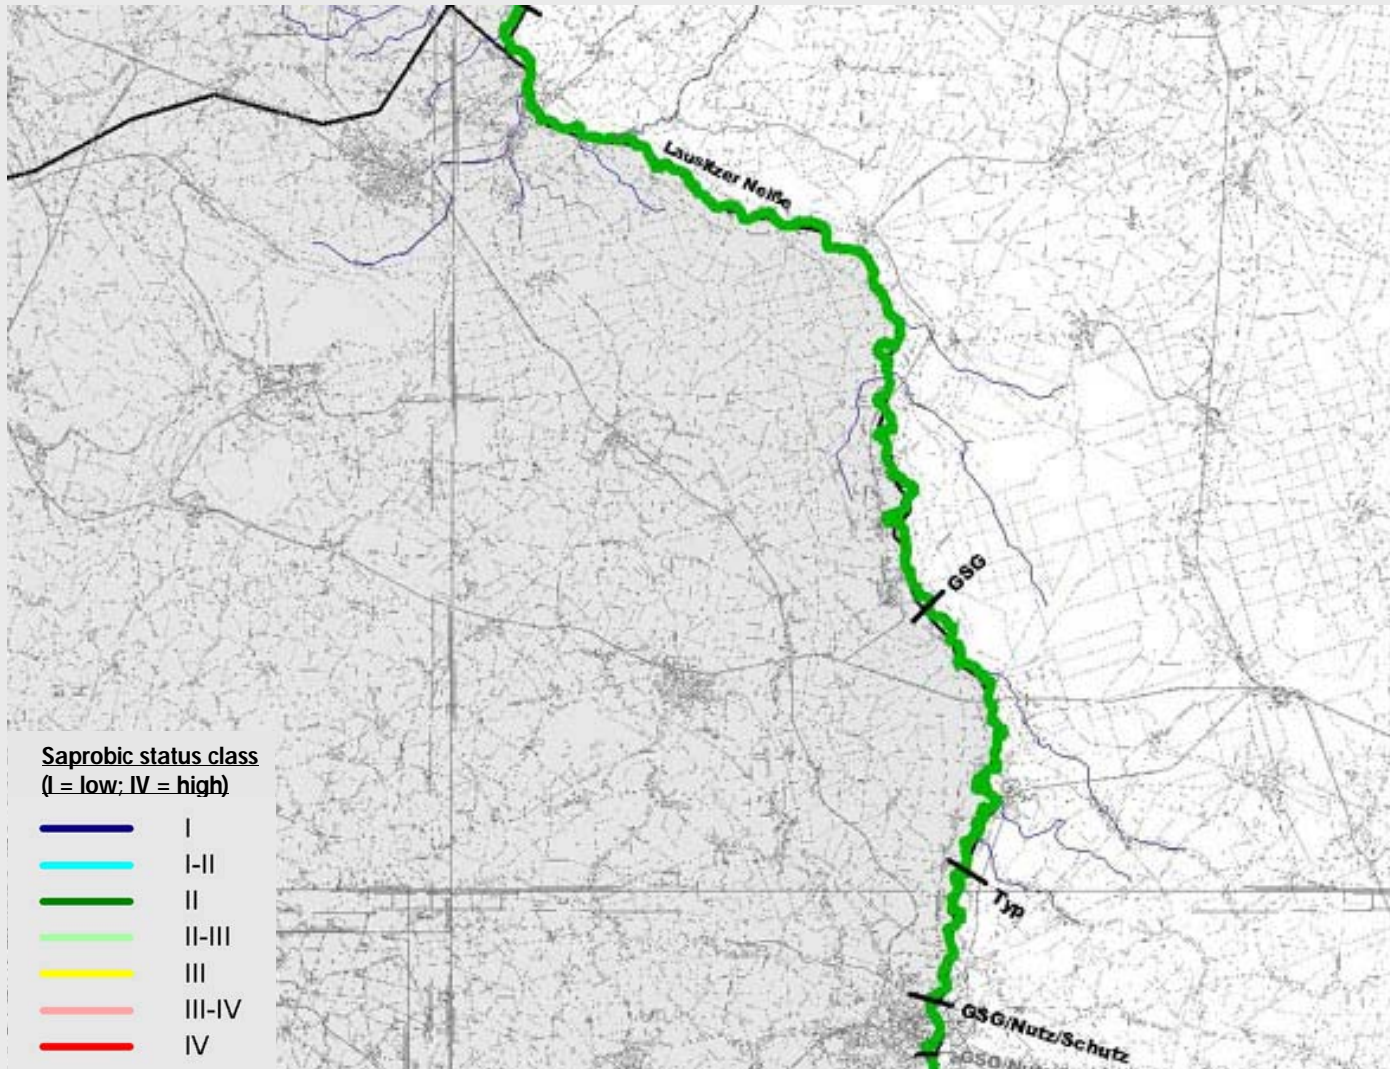 Lausitzer Neiße
GSG
Typ
GSG/Nutz/Schutz
Saprobic status class
(I = low; IV = high)
I
I-II
II
II-III
III
III-IV
IV